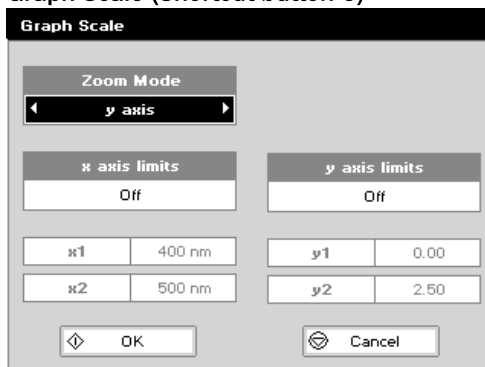 Graph Scale
Zoom Mode
y axis
x axis limits
Off
y axis limits
Off
x1 400 nm
x2 500 nm
y1 0.00
y2 2.50
OK
Cancel